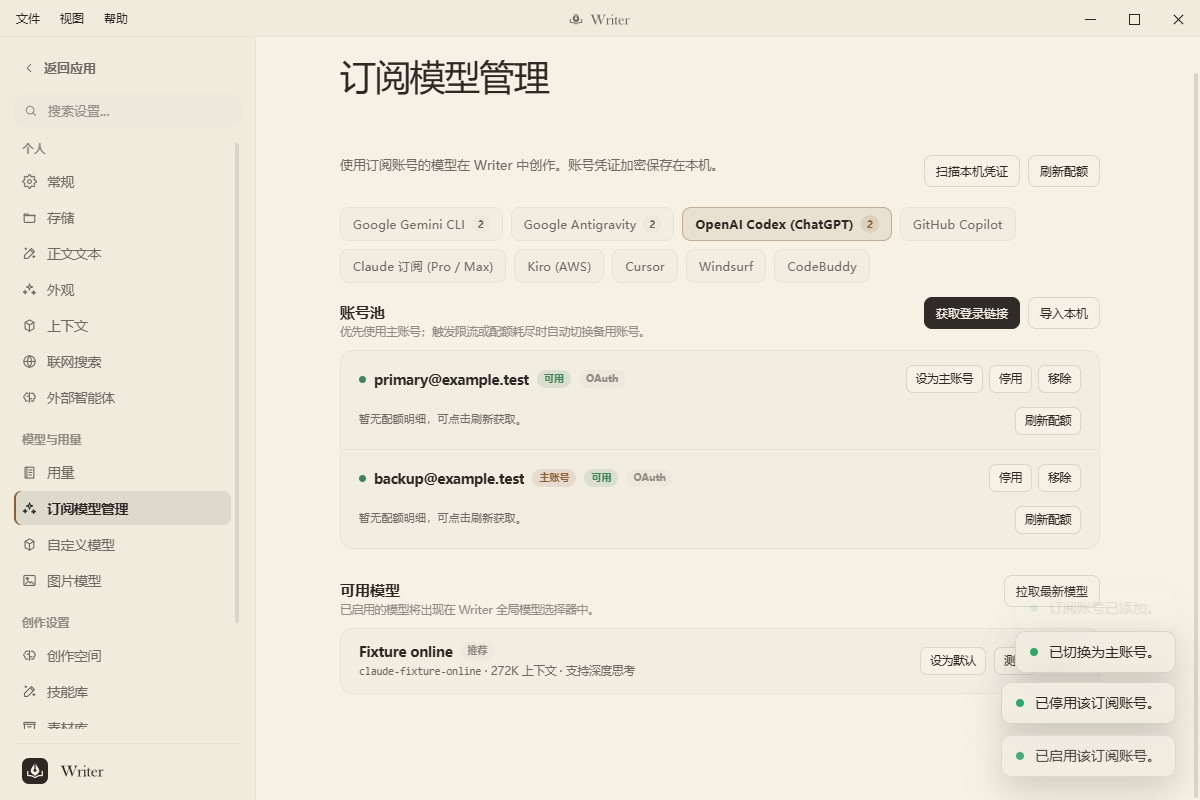 文件 视图 帮助 Writer
返回应用
搜索设置...
个人
常规
存储
正文文本
外观
上下文
联网搜索
外部智能体
模型与用量
用量
订阅模型管理
自定义模型
图片模型
创作设置
创作空间
技能库
素材库
Writer
订阅模型管理
使用订阅账号的模型在 Writer 中创作。账号凭证加密保存在本机。
扫描本机凭证 刷新配额
Google Gemini CLI 2 Google Antigravity 2 OpenAI Codex (ChatGPT) 2 GitHub Copilot
Claude 订阅 (Pro / Max) Kiro (AWS) Cursor Windsurf CodeBuddy
账号池
优先使用主账号；触发限流或配额耗尽时自动切换备用账号。
获取登录链接 导入本机
primary@example.test 可用 OAuth 设为主账号 停用 移除
暂无配额明细，可点击刷新获取。 刷新配额
backup@example.test 主账号 可用 OAuth 停用 移除
暂无配额明细，可点击刷新获取。 刷新配额
可用模型
已启用的模型将出现在 Writer 全局模型选择器中。
拉取最新模型
订阅账号已添加。
Fixture online 推荐
claude-fixture-online · 272K 上下文 · 支持深度思考
设为默认 测
已切换为主账号。
已停用该订阅账号。
已启用该订阅账号。